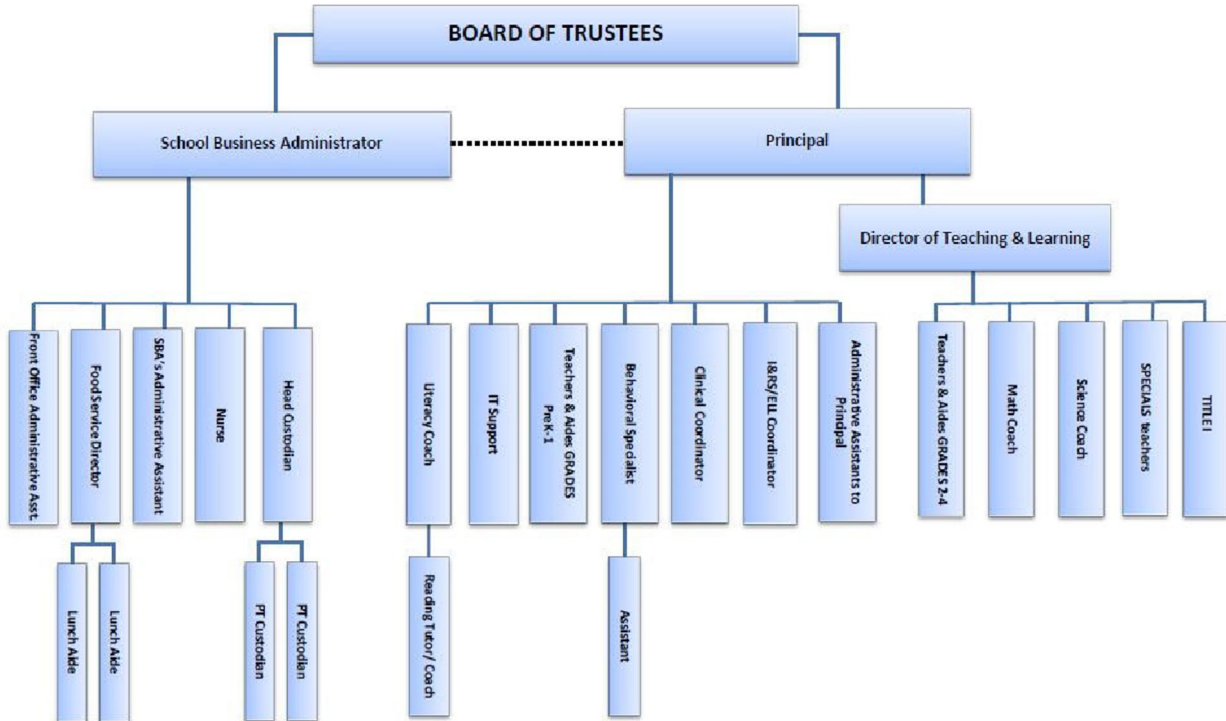 BOARD OF TRUSTEES
School Business Administrator
Principal
Director of Teaching & Learning
Front Office Administrative Asst.
Food Service Director
SBA's Administrative Assistant
Nurse
Head Custodian
Literacy Coach
IT Support
Teachers & Aides GRADES
PreK-1
Behavioral Specialist
Clinical Coordinator
I&RS/ELL Coordinator
Administrative Assistants to
Principal
Teachers & Aides GRADES 2-4
Math Coach
Science Coach
SPECIALS teachers
TITLE I
Lunch Aide
Lunch Aide
PT Custodian
PT Custodian
Reading Tutor/ Coach
Assistant